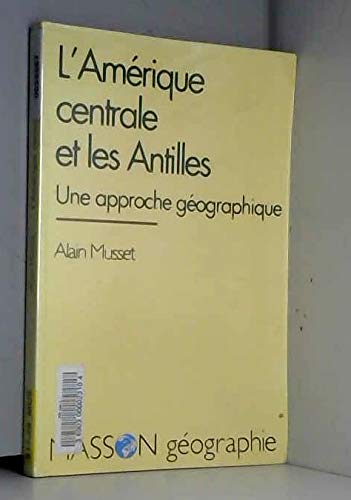 L'Amérique
centrale
et les Antilles
Une approche géographique
Alain Musset
MASSON géographie